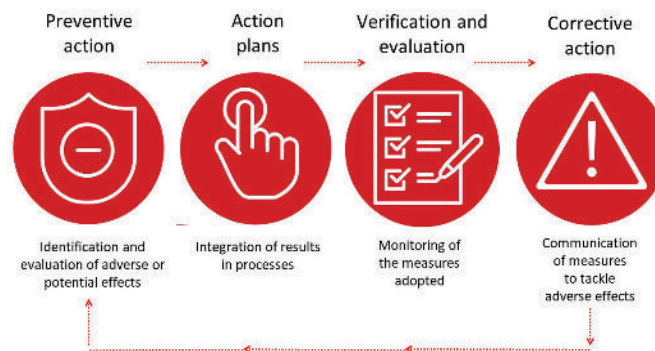 Preventive
action
Action
plans
Verification and
evaluation
Corrective
action
Identification and
evaluation of adverse or
potential effects
Integration of results
in processes
Monitoring of
the measures
adopted
Communication
of measures
to tackle
adverse effects